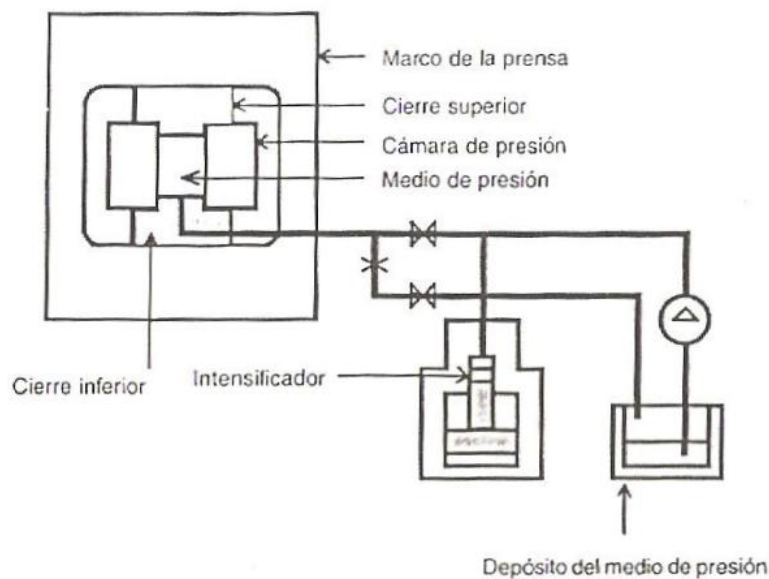 Marco de la prensa
Cierre superior
Cámara de presión
Medio de presión
Cierre inferior
Intensificador
Depósito del medio de presión